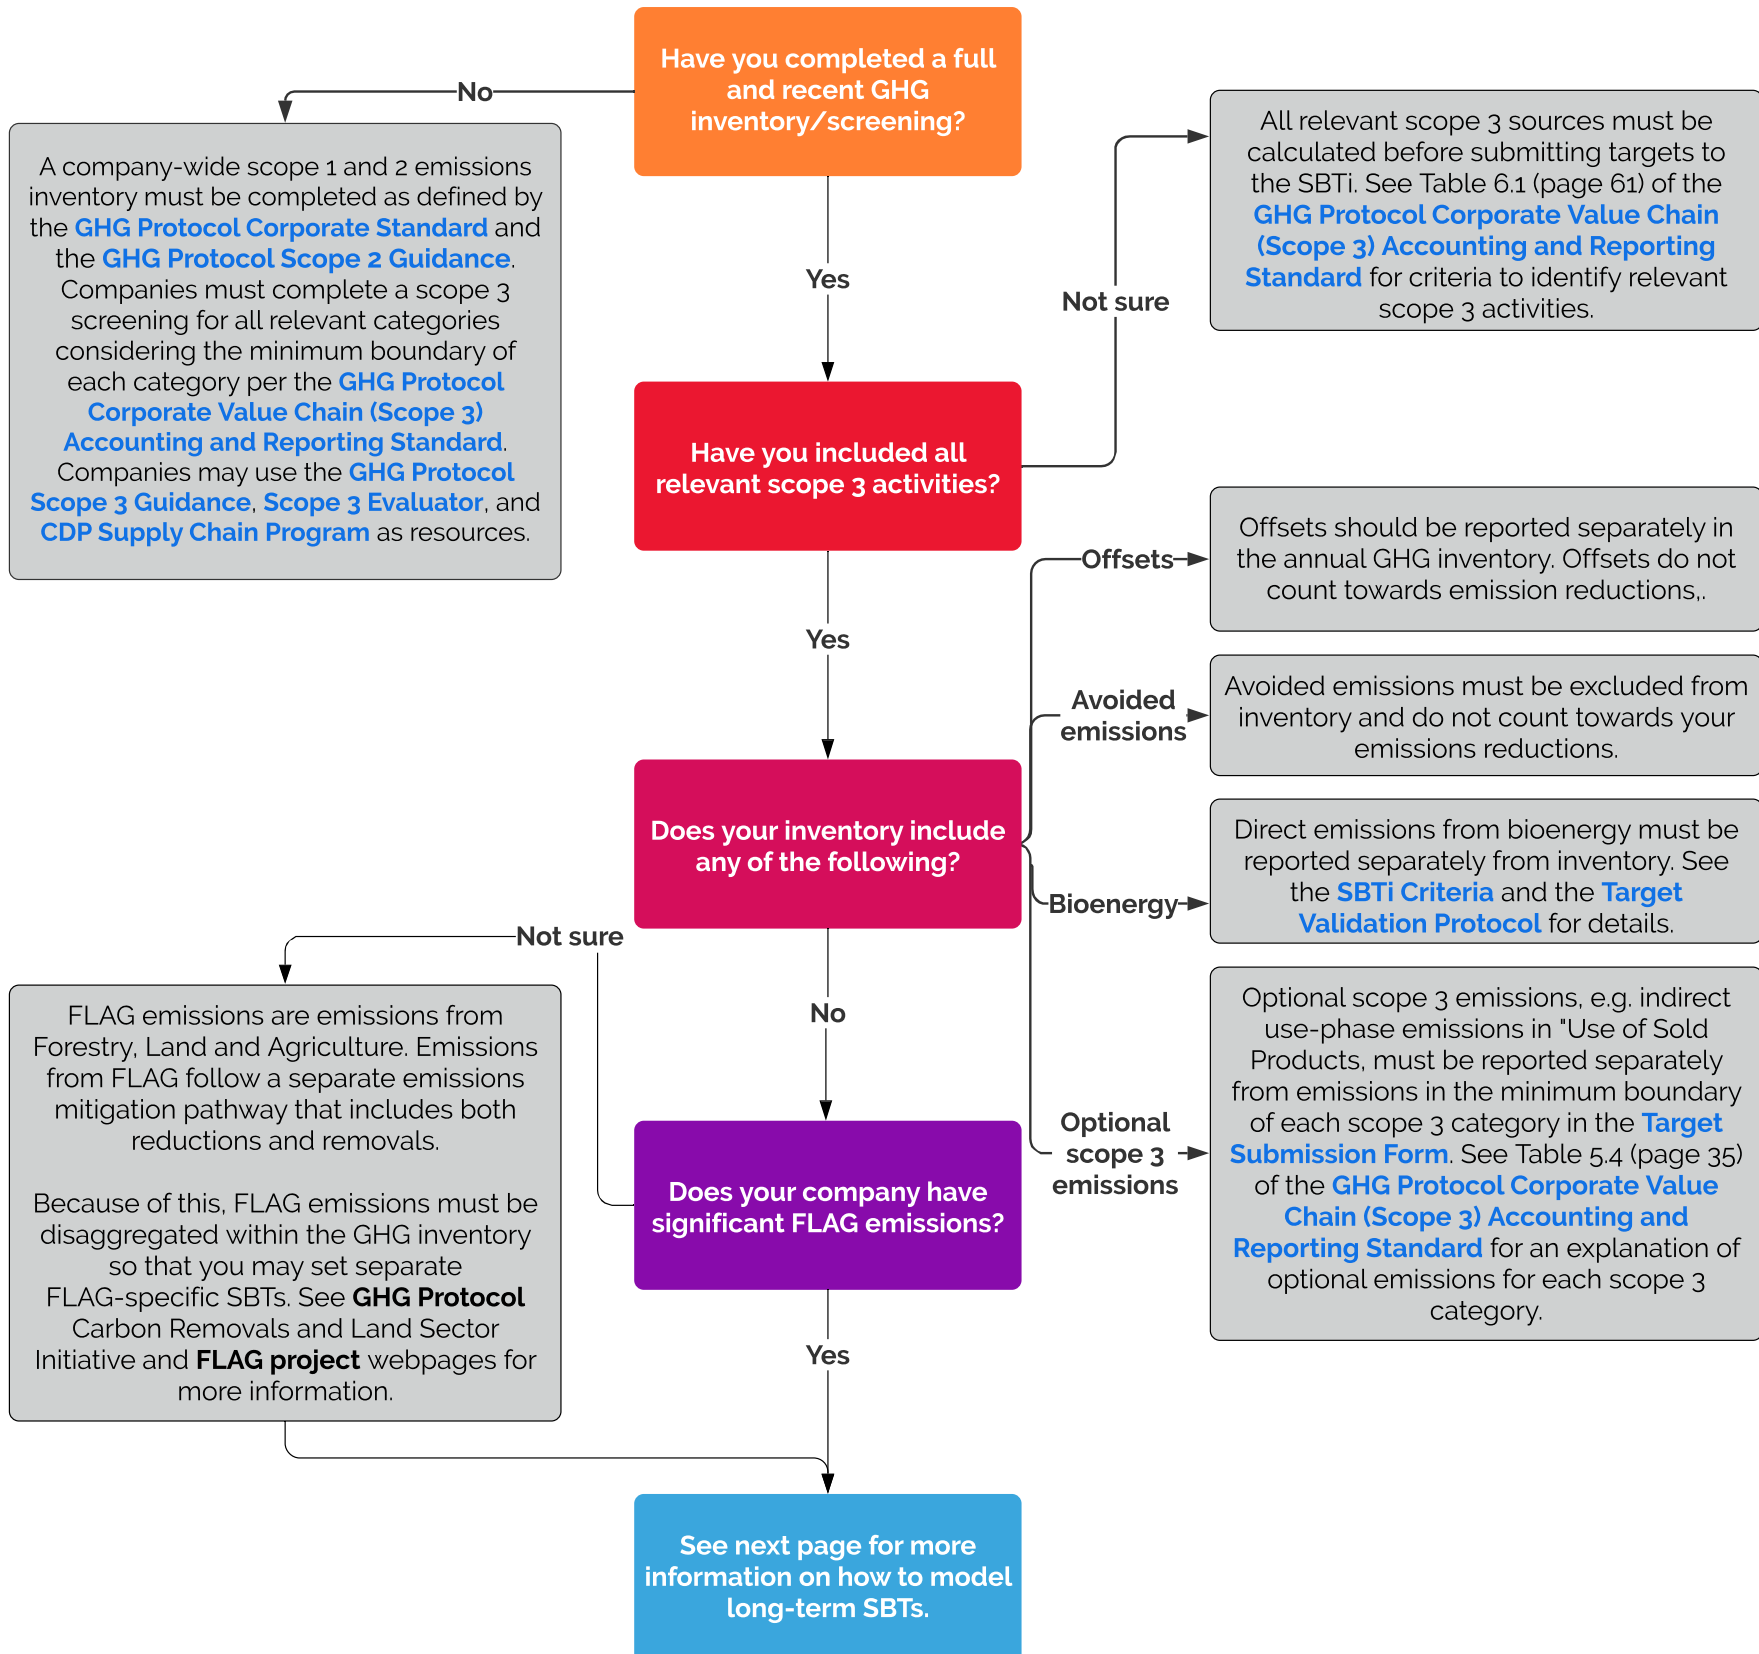 Have you completed a full
and recent GHG
inventory/screening?
No
A company-wide scope 1 and 2 emissions
inventory must be completed as defined by
the GHG Protocol Corporate Standard and
the GHG Protocol Scope 2 Guidance.
Companies must complete a scope 3
screening for all relevant categories
considering the minimum boundary of
each category per the GHG Protocol
Corporate Value Chain (Scope 3)
Accounting and Reporting Standard.
Companies may use the GHG Protocol
Scope 3 Guidance, Scope 3 Evaluator, and
CDP Supply Chain Program as resources.
Yes
Have you included all
relevant scope 3 activities?
Not sure
All relevant scope 3 sources must be
calculated before submitting targets to
the SBTi. See Table 6.1 (page 61) of the
GHG Protocol Corporate Value Chain
(Scope 3) Accounting and Reporting
Standard for criteria to identify relevant
scope 3 activities.
Yes
Does your inventory include
any of the following?
Offsets
Offsets should be reported separately in
the annual GHG inventory. Offsets do not
count towards emission reductions,.
Avoided
emissions
Avoided emissions must be excluded from
inventory and do not count towards your
emissions reductions.
Bioenergy
Direct emissions from bioenergy must be
reported separately from inventory. See
the SBTi Criteria and the Target
Validation Protocol for details.
Optional
scope 3
emissions
Optional scope 3 emissions, e.g. indirect
use-phase emissions in "Use of Sold
Products, must be reported separately
from emissions in the minimum boundary
of each scope 3 category in the Target
Submission Form. See Table 5.4 (page 35)
of the GHG Protocol Corporate Value
Chain (Scope 3) Accounting and
Reporting Standard for an explanation of
optional emissions for each scope 3
category.
No
Does your company have
significant FLAG emissions?
Not sure
FLAG emissions are emissions from
Forestry, Land and Agriculture. Emissions
from FLAG follow a separate emissions
mitigation pathway that includes both
reductions and removals.
Because of this, FLAG emissions must be
disaggregated within the GHG inventory
so that you may set separate
FLAG-specific SBTs. See GHG Protocol
Carbon Removals and Land Sector
Initiative and FLAG project webpages for
more information.
Yes
See next page for more
information on how to model
long-term SBTs.